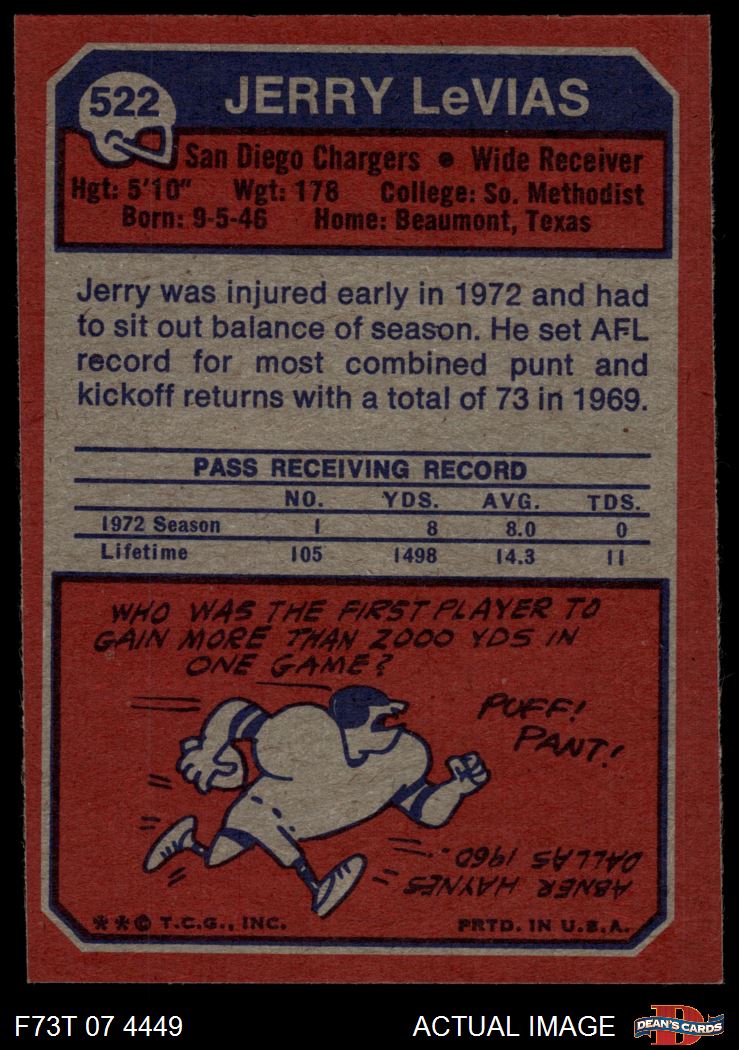 522
JERRY LeVIAS
San Diego Chargers • Wide Receiver
Hgt: 5'10" Wgt: 178 College: So. Methodist
Born: 9-5-46 Home: Beaumont, Texas
Jerry was injured early in 1972 and had
to sit out balance of season. He set AFL
record for most combined punt and
kickoff returns with a total of 73 in 1969.
PASS RECEIVING RECORD
NO. YDS. AVG. TDS.
1972 Season 1 8 8.0 0
Lifetime 105 1498 14.3 11
WHO WAS THE FIRST PLAYER TO
GAIN MORE THAN 2000 YDS IN
ONE GAME?
PUFF!
PANT!
ABNER HAYNES
DALLAS 1960.
**© T.C.G., INC. PRTD. IN U.S.A.
F73T 07 4449 ACTUAL IMAGE
D
DEAN'S CARDS